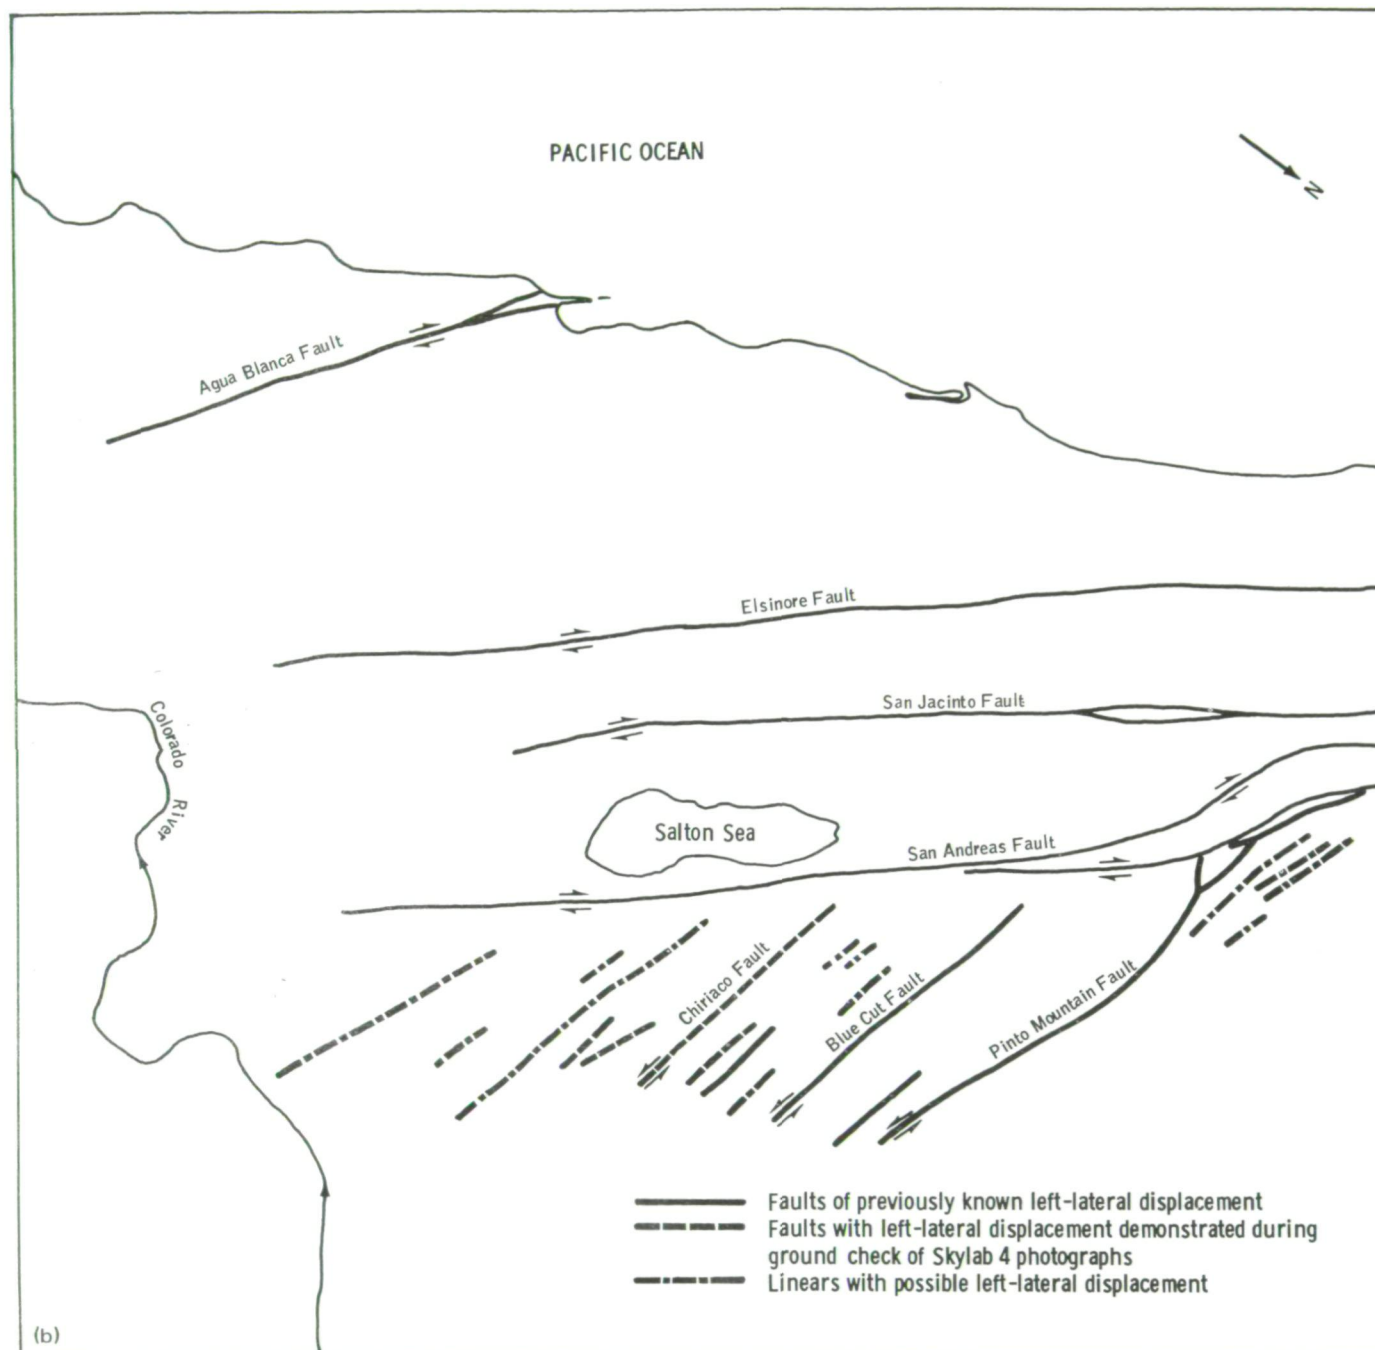 PACIFIC OCEAN
N
Agua Blanca Fault
Elsinore Fault
San Jacinto Fault
Colorado
River
Salton Sea
San Andreas Fault
Chiriaco Fault
Blue Cut Fault
Pinto Mountain Fault
Faults of previously known left-lateral displacement
Faults with left-lateral displacement demonstrated during
ground check of Skylab 4 photographs
Linears with possible left-lateral displacement
(b)